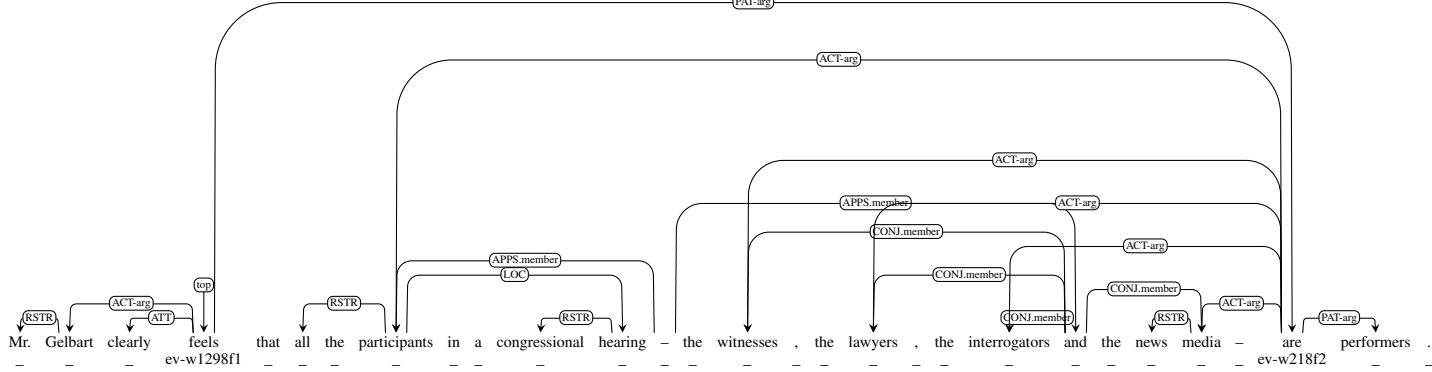 PAT-arg
ACT-arg
ACT-arg
APPS.member ACT-arg
CONJ.member
ACT-arg
APPS.member
LOC CONJ.member
top
CONJ.member
ACT-arg RSTR ACT-arg
RSTR ATT RSTR CONJ.member RSTR PAT-arg
Mr. Gelbart clearly feels that all the participants in a congressional hearing – the witnesses , the lawyers , the interrogators and the news media – are performers .
_ _ _ ev-w1298f1 _ _ _ _ _ _ _ _ _ _ _ _ _ _ _ _ _ _ _ _ _ _ ev-w218f2 _ _